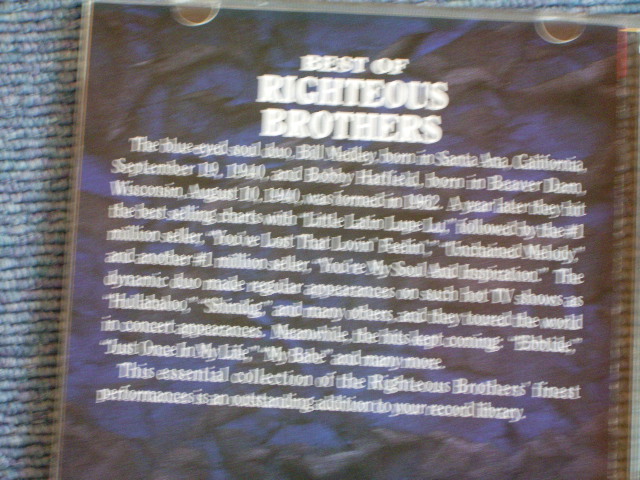 BEST OF
RIGHTEOUS
BROTHERS
The blue-eyed soul duo, Bill Medley, born in Santa Ana, California,
September 19, 1940, and Bobby Hatfield, born in Beaver Dam,
Wisconsin, August 10, 1940, was formed in 1962. A year later they hit
the best selling charts with "Little Latin Lupe Lu," followed by the #1
million seller, "You've Lost That Lovin' Feelin'," "Unchained Melody,"
and another #1 million seller, "You're My Soul And Inspiration." The
dynamic duo made regular appearances on such hot TV shows as
"Hullabaloo," "Shindig," and many others, and they toured the world
in concert appearances. Meanwhile, the hits kept coming: "Ebbtide,"
"Just Once In My Life," "My Babe" and many more.
This essential collection of the Righteous Brothers' finest
performances is an outstanding addition to your record library.